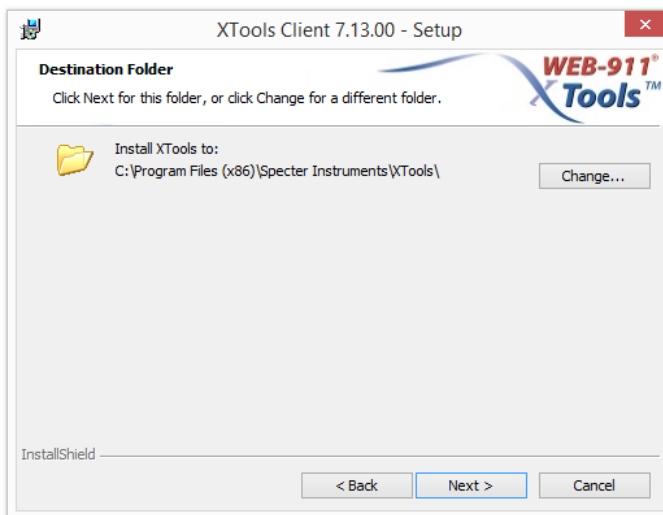 XTools Client 7.13.00 - Setup
Destination Folder
Click Next for this folder, or click Change for a different folder.
WEB-911®
XTools™
Install XTools to:
C:\Program Files (x86)\Specter Instruments\XTools\
Change...
InstallShield
< Back
Next >
Cancel